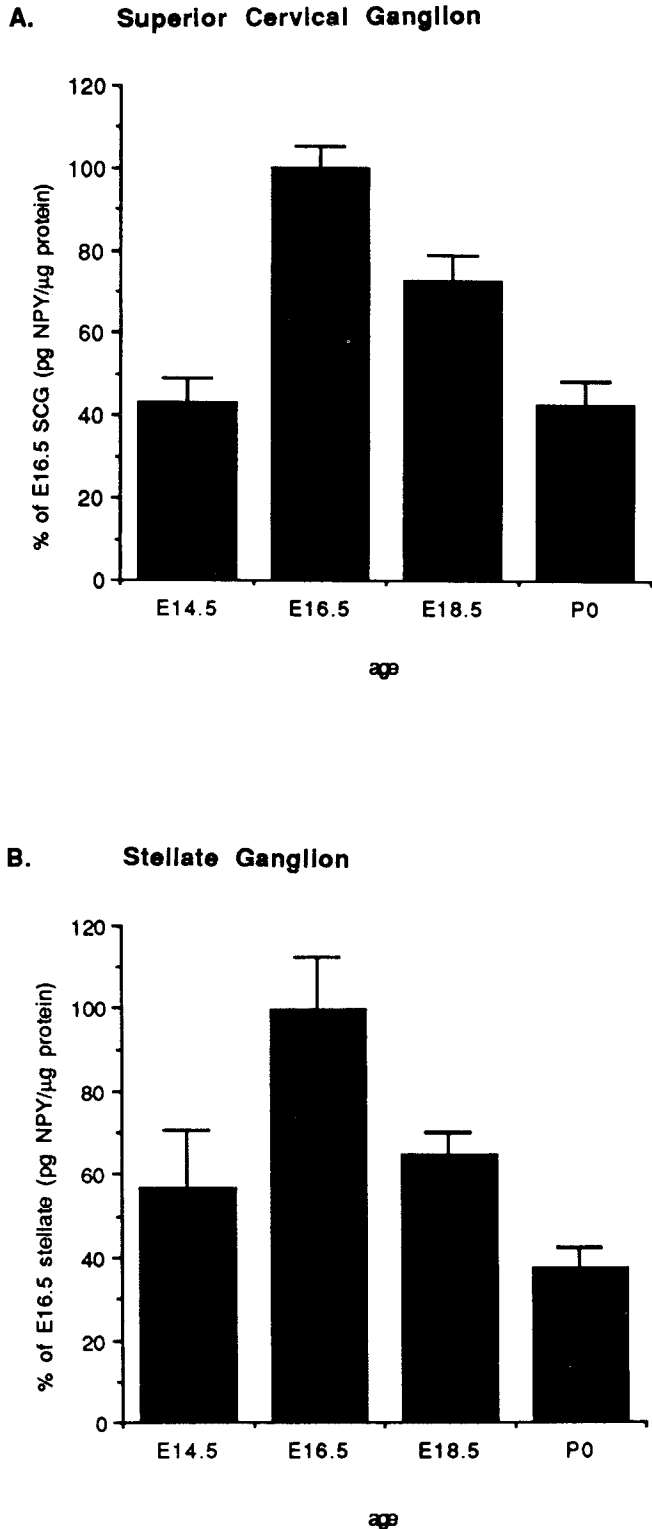 A. Superior Cervical Ganglion
% of E16.5 SCG (pg NPY/µg protein)
120
100
80
60
40
20
0
E14.5 E16.5 E18.5 P0
age
B. Stellate Ganglion
% of E16.5 stellate (pg NPY/µg protein)
120
100
80
60
40
20
0
E14.5 E16.5 E18.5 P0
age